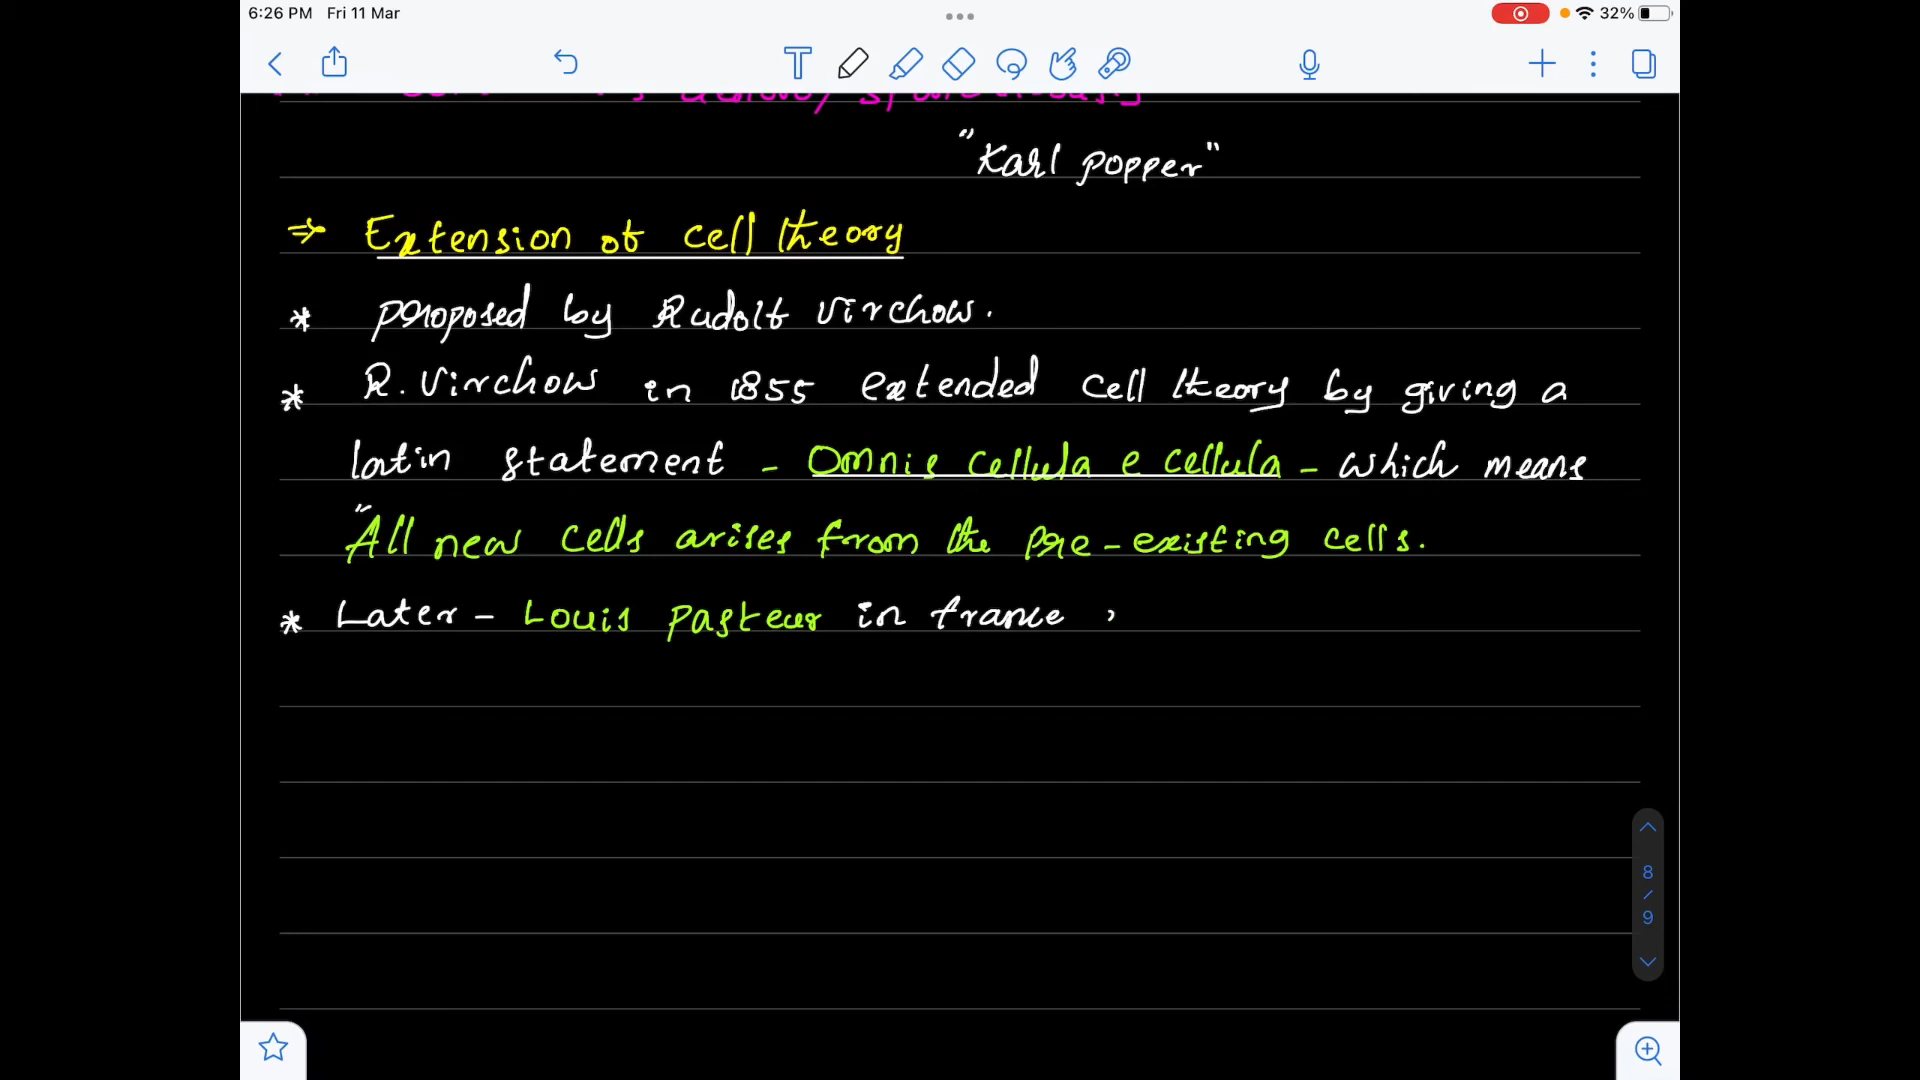 6:26 PM Fri 11 Mar
32%
"Karl popper"
⇒ Extension of cell theory
* proposed by Rudolf Virchow.
* R. Virchow in 1855 extended cell theory by giving a
latin statement - Omnis cellula e cellula - which means
"All new cells arises from the pre-existing cells.
* Later - Louis Pasteur in france,
8
/
9